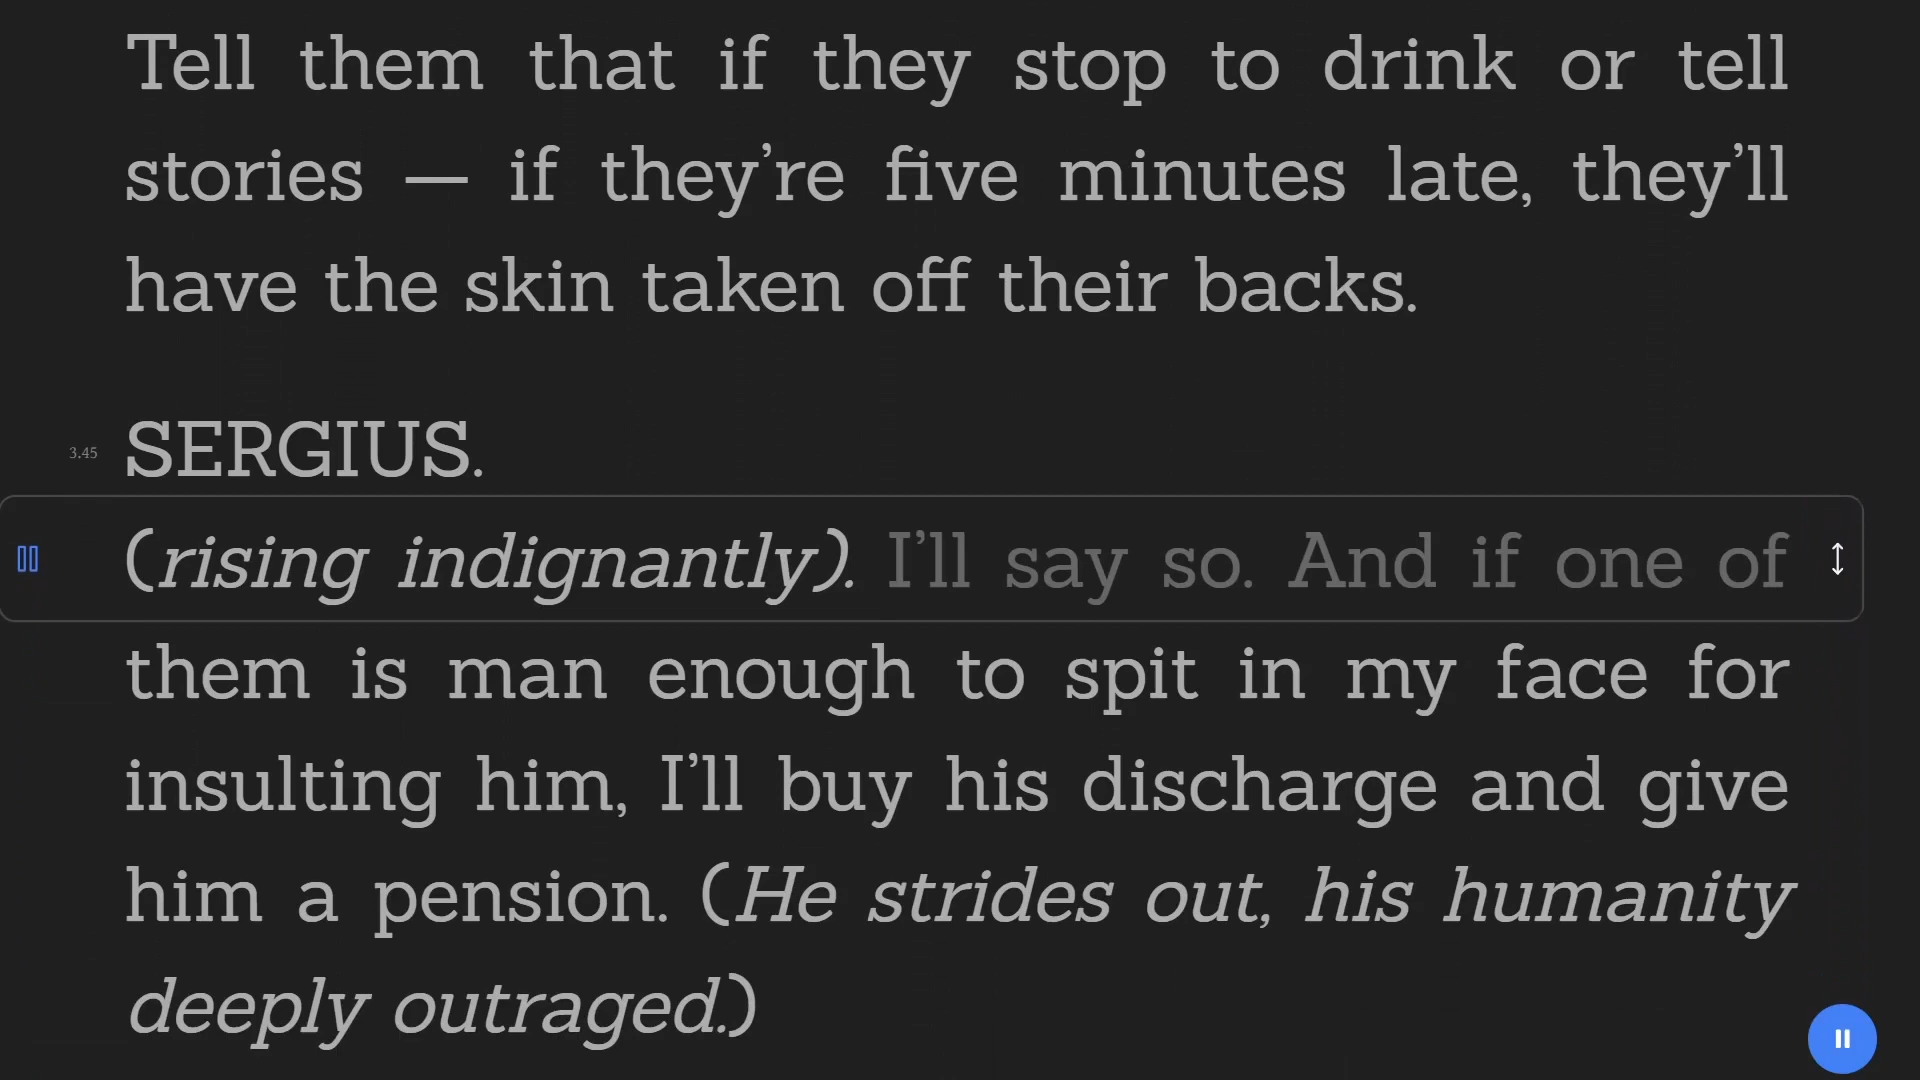 Tell them that if they stop to drink or tell
stories — if they’re five minutes late, they’ll
have the skin taken off their backs.
3.45 SERGIUS.
(rising indignantly). I’ll say so. And if one of
them is man enough to spit in my face for
insulting him, I’ll buy his discharge and give
him a pension. (He strides out, his humanity
deeply outraged.)